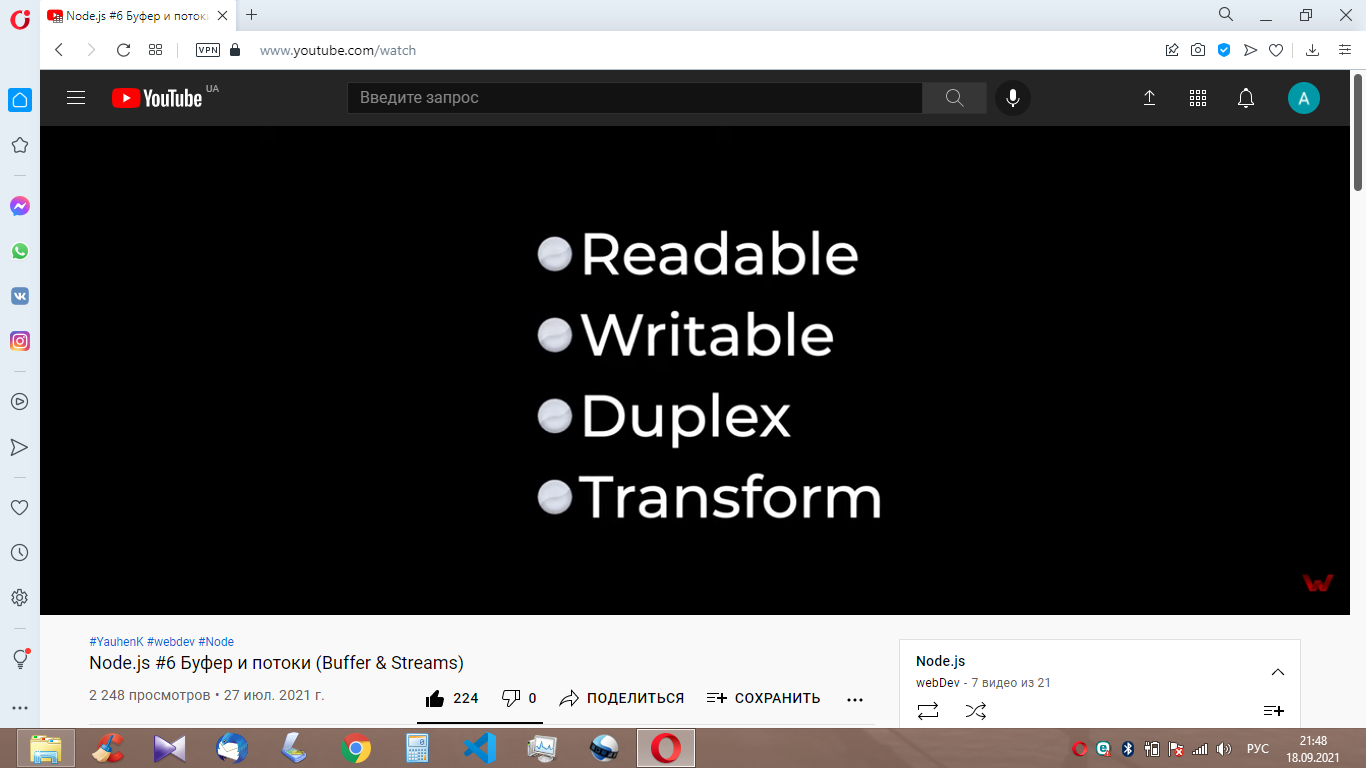 Node.js #6 Буфер и потоки
VPN
www.youtube.com/watch
YouTube UA
Введите запрос
A
Readable
Writable
Duplex
Transform
W
#YauhenK #webdev #Node
Node.js #6 Буфер и потоки (Buffer & Streams)
2 248 просмотров • 27 июл. 2021 г.
224
0
ПОДЕЛИТЬСЯ
СОХРАНИТЬ
Node.js
webDev - 7 видео из 21
РУС
21:48
18.09.2021